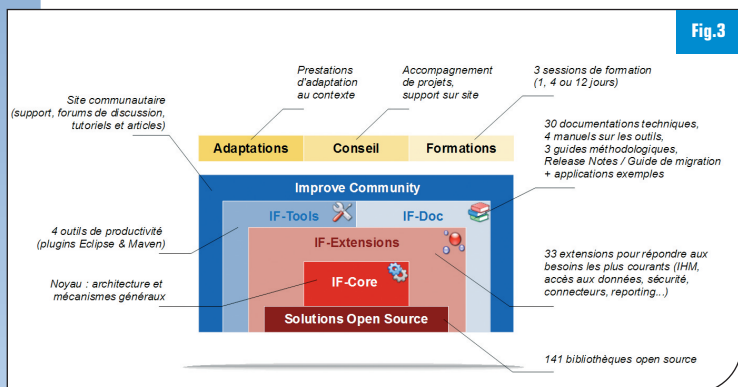 Fig.3
Prestations
d'adaptation
au contexte
Accompagnement
de projets,
support sur site
3 sessions de formation
(1, 4 ou 12 jours)
Site communautaire
(support, forums de discussion,
tutoriels et articles)
30 documentations techniques,
4 manuels sur les outils,
3 guides méthodologiques,
Release Notes / Guide de migration
+ applications exemples
Adaptations
Conseil
Formations
Improve Community
IF-Tools
IF-Doc
4 outils de productivité
(plugins Eclipse & Maven)
IF-Extensions
33 extensions pour répondre aux
besoins les plus courants (IHM,
accès aux données, sécurité,
connecteurs, reporting...)
Noyau : architecture et
mécanismes généraux
IF-Core
Solutions Open Source
141 bibliothèques open source